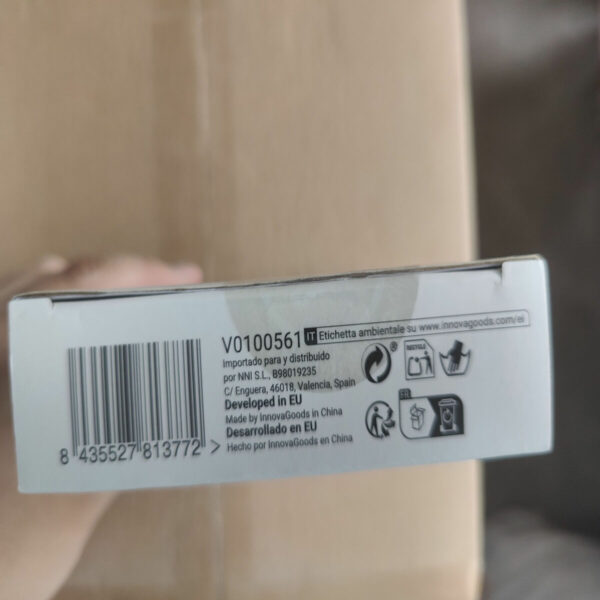 V0100561
IT Etichetta ambientale su www.innovagoods.com/ei
Importado para y distribuido
por NNI S.L., B98019235
C/ Enguera, 46018, Valencia, Spain
Developed in EU
Made by InnovaGoods in China
Desarrollado en EU
Hecho por InnovaGoods en China
RECYCLE
FR
8 435527 813772 >